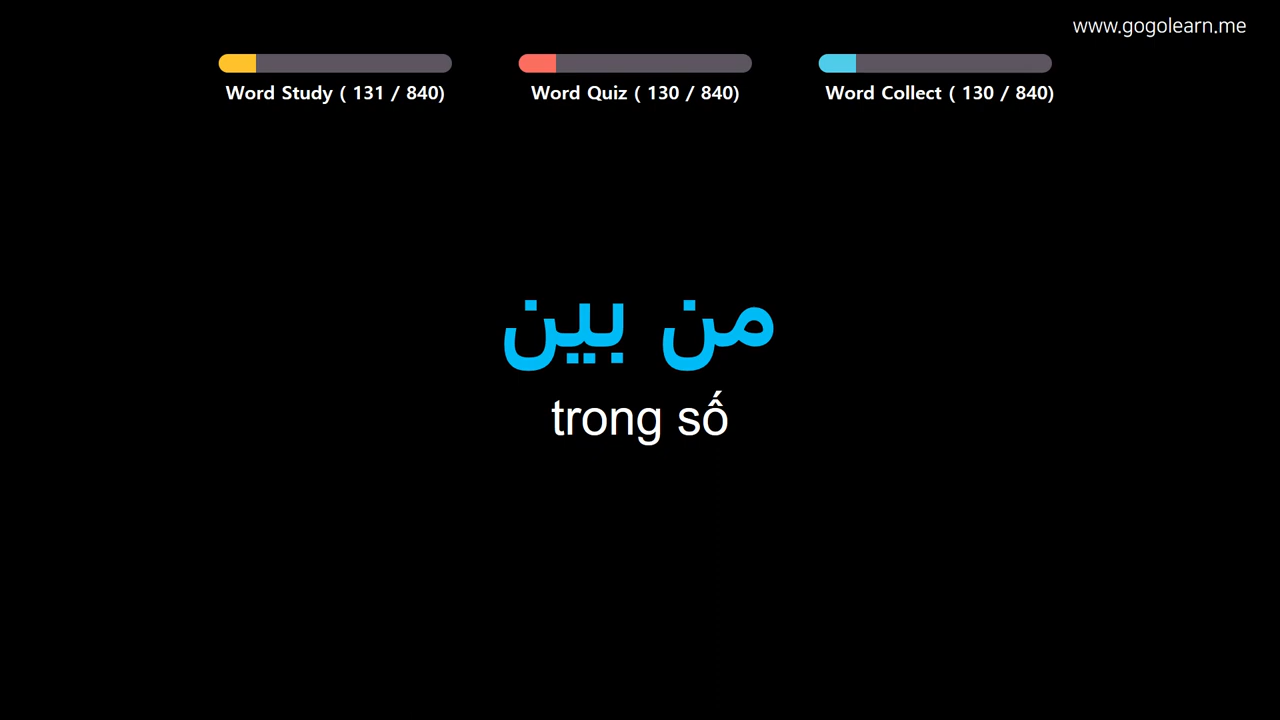 www.gogolearn.me
Word Study ( 131 / 840)
Word Quiz ( 130 / 840)
Word Collect ( 130 / 840)
من بين
trong số